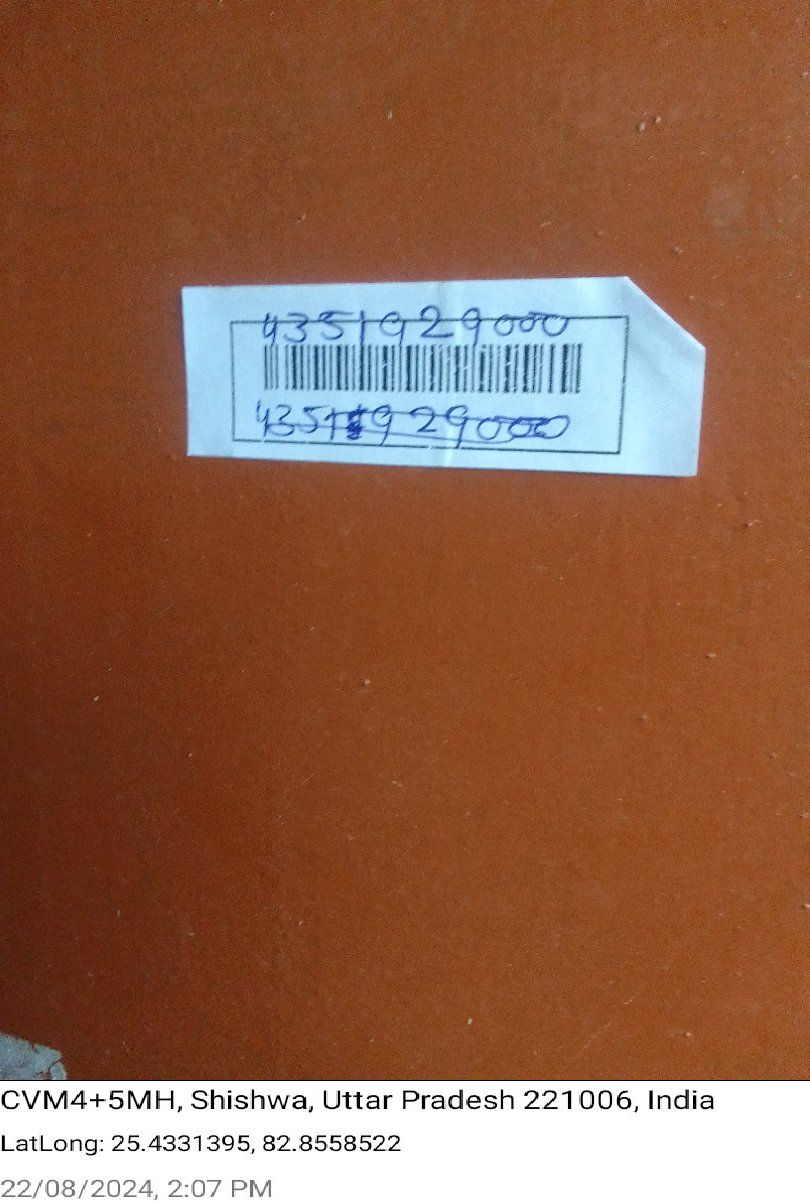 4351929000
4351929000
CVM4+5MH, Shishwa, Uttar Pradesh 221006, India
LatLong: 25.4331395, 82.8558522
22/08/2024, 2:07 PM